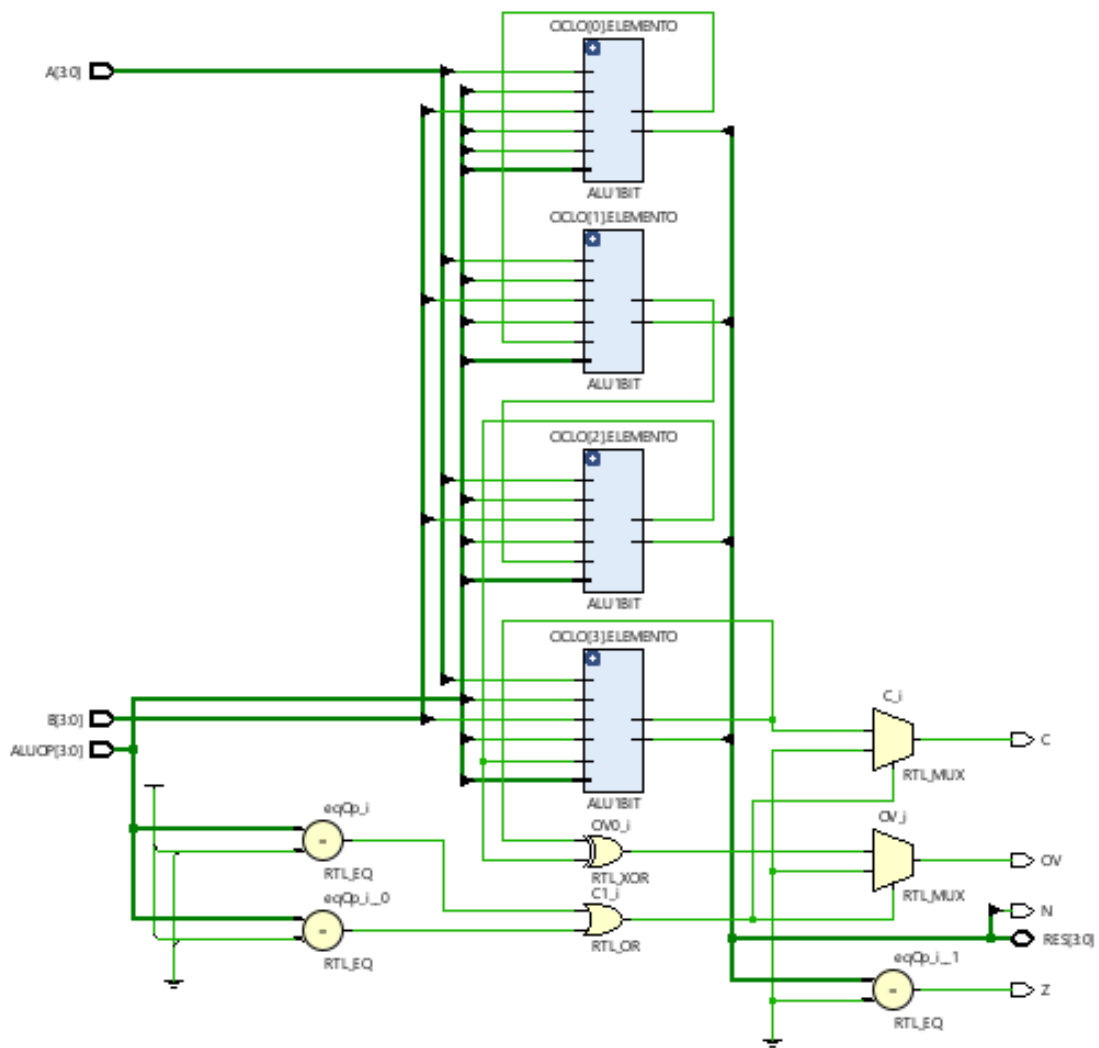 CICLO[0].ELEMENTO
A[3:0]
ALU1BIT
CICLO[1].ELEMENTO
ALU1BIT
CICLO[2].ELEMENTO
ALU1BIT
CICLO[3].ELEMENTO
C_i
B[3:0]
C
ALUOP[3:0]
RTL_MUX
ALU1BIT
eqOp_i
OV0_i
OV_i
OV
RTL_EQ
RTL_XOR
RTL_MUX
eqOp_i__0
C1_i
N
RES[3:0]
RTL_OR
RTL_EQ
eqOp_i__1
Z
RTL_EQ